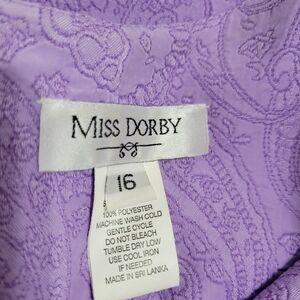 MISS DORBY
16
100% POLYESTER
MACHINE WASH COLD
GENTLE CYCLE
DO NOT BLEACH
TUMBLE DRY LOW
USE COOL IRON
IF NEEDED
MADE IN SRI LANKA